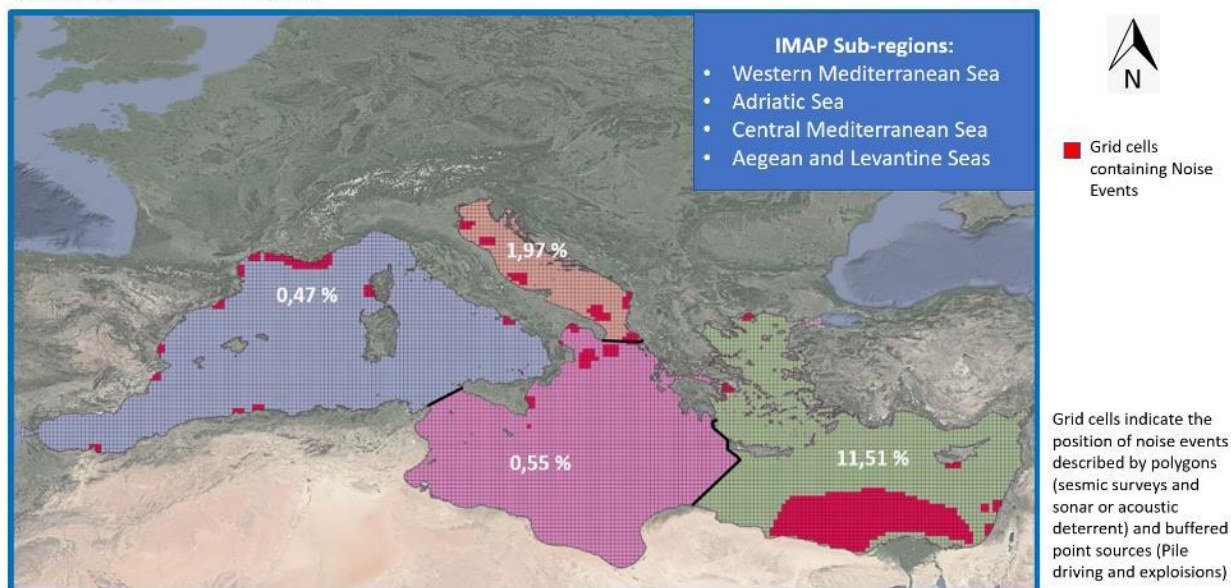 IMAP Sub-regions:
• Western Mediterranean Sea
• Adriatic Sea
• Central Mediterranean Sea
• Aegean and Levantine Seas
N
Grid cells
containing Noise
Events
1,97 %
0,47 %
0,55 %
11,51 %
Grid cells indicate the
position of noise events
described by polygons
(sesmic surveys and
sonar or acoustic
deterrent) and buffered
point sources (Pile
driving and exploisions)